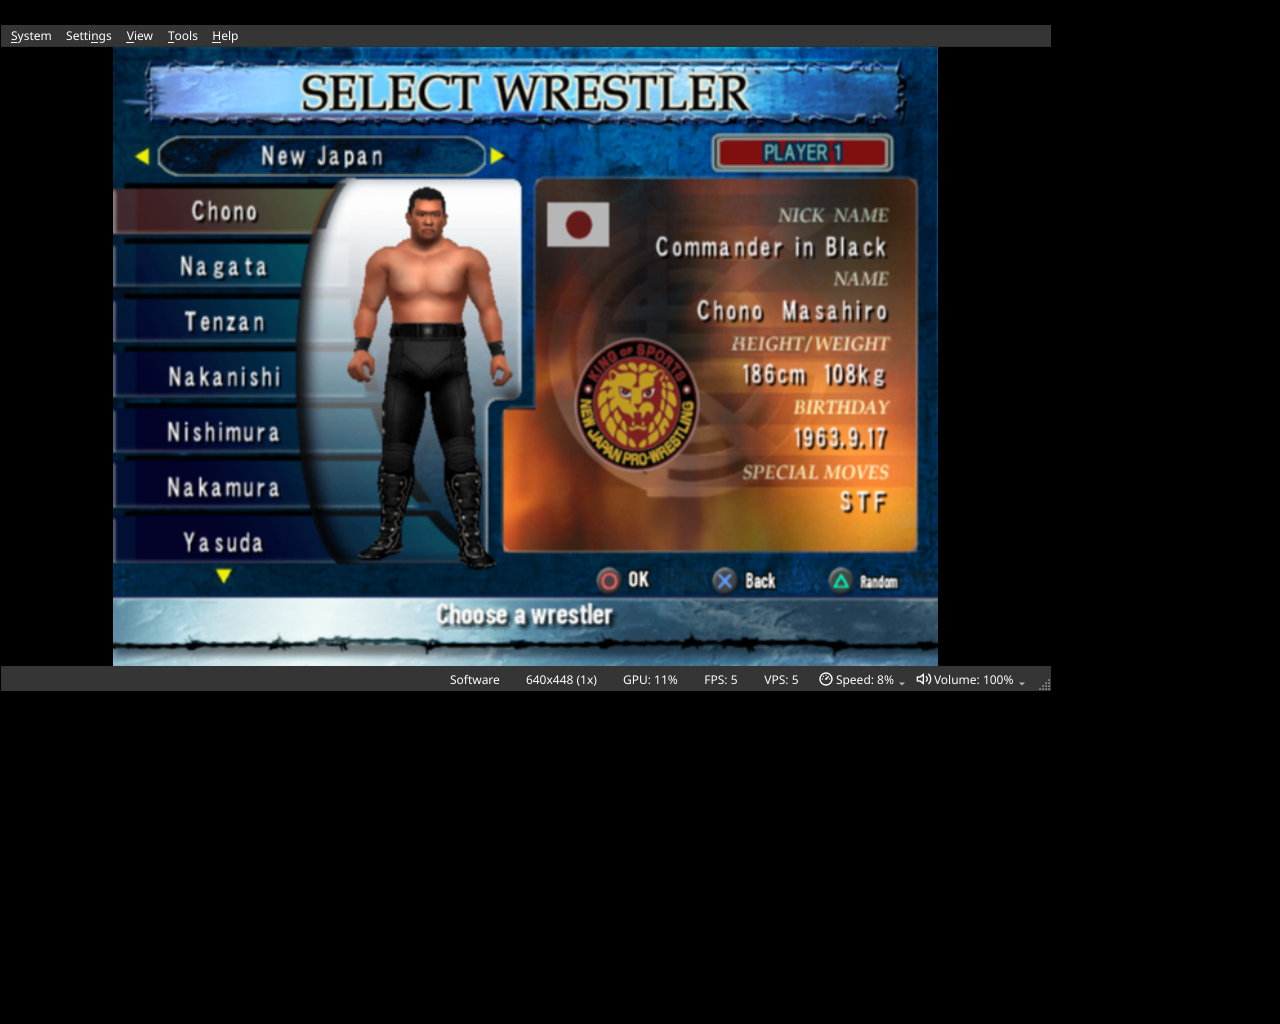 System Settings View Tools Help
SELECT WRESTLER
New Japan
PLAYER 1
Chono
Nagata
Tenzan
Nakanishi
Nishimura
Nakamura
Yasuda
NICK NAME
Commander in Black
NAME
Chono Masahiro
HEIGHT/WEIGHT
186cm 108kg
BIRTHDAY
1963.9.17
SPECIAL MOVES
STF
KING OF SPORTS
NEW JAPAN PRO-WRESTLING
OK Back Random
Choose a wrestler
Software 640x448 (1x) GPU: 11% FPS: 5 VPS: 5 Speed: 8% Volume: 100%